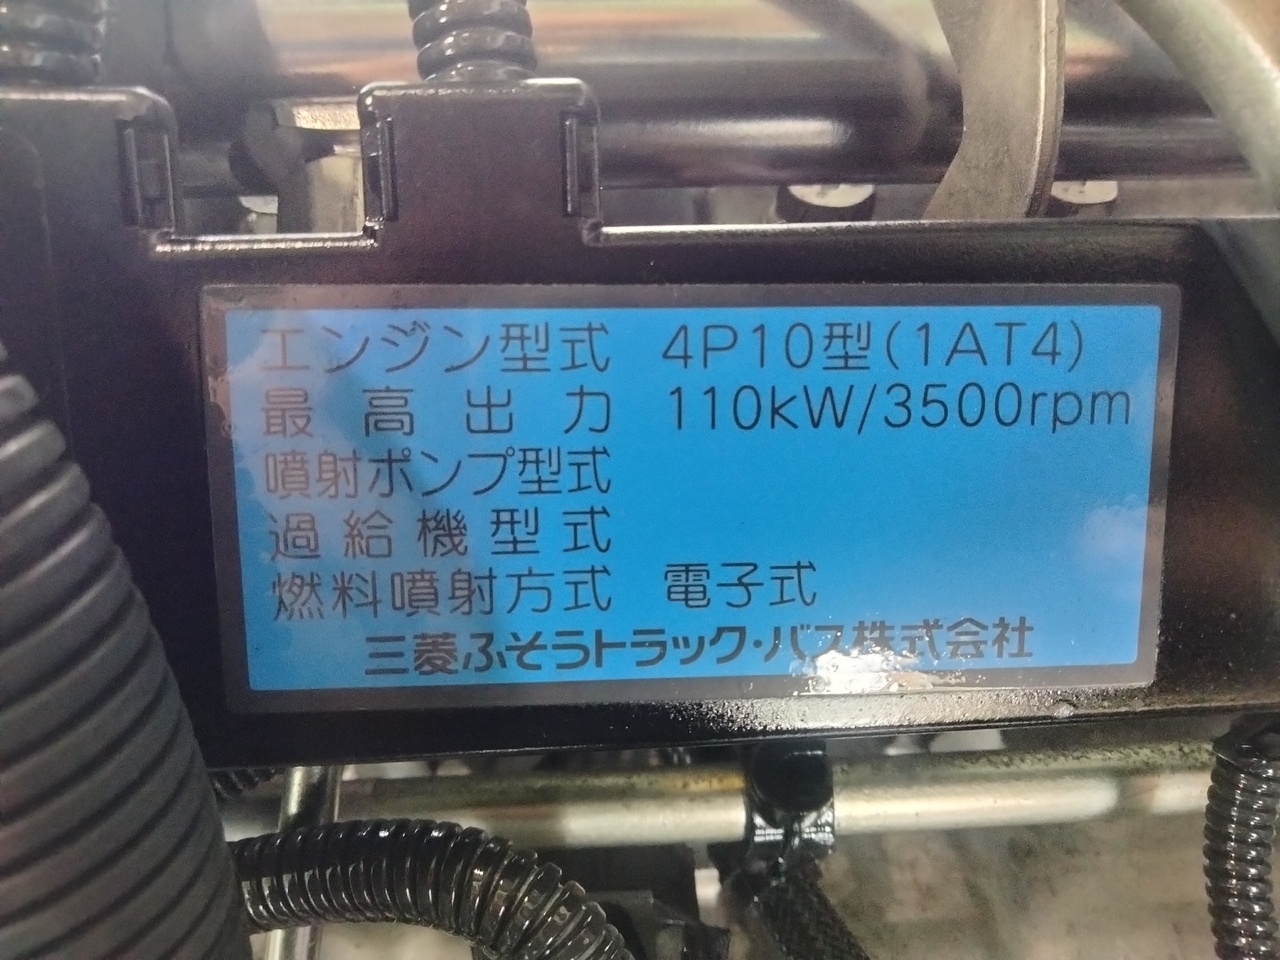 エンジン型式 4P10型(1AT4)
最高出力 110kW/3500rpm
噴射ポンプ型式
過給機型式
燃料噴射方式 電子式
三菱ふそうトラック・バス株式会社